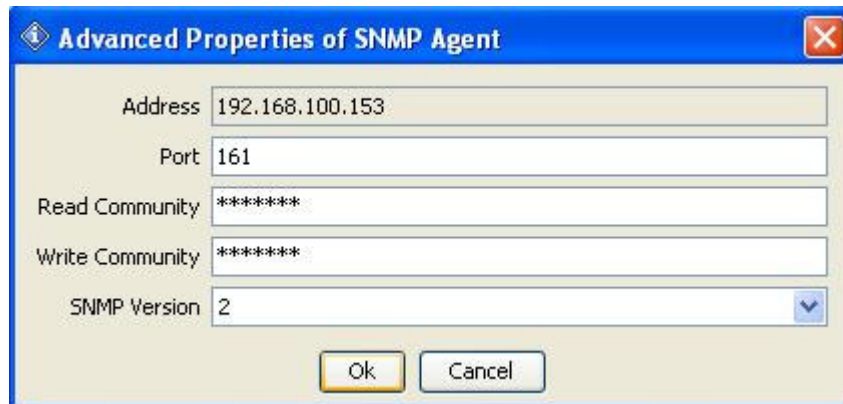 Advanced Properties of SNMP Agent
Address 192.168.100.153
Port 161
Read Community *******
Write Community *******
SNMP Version 2
Ok Cancel